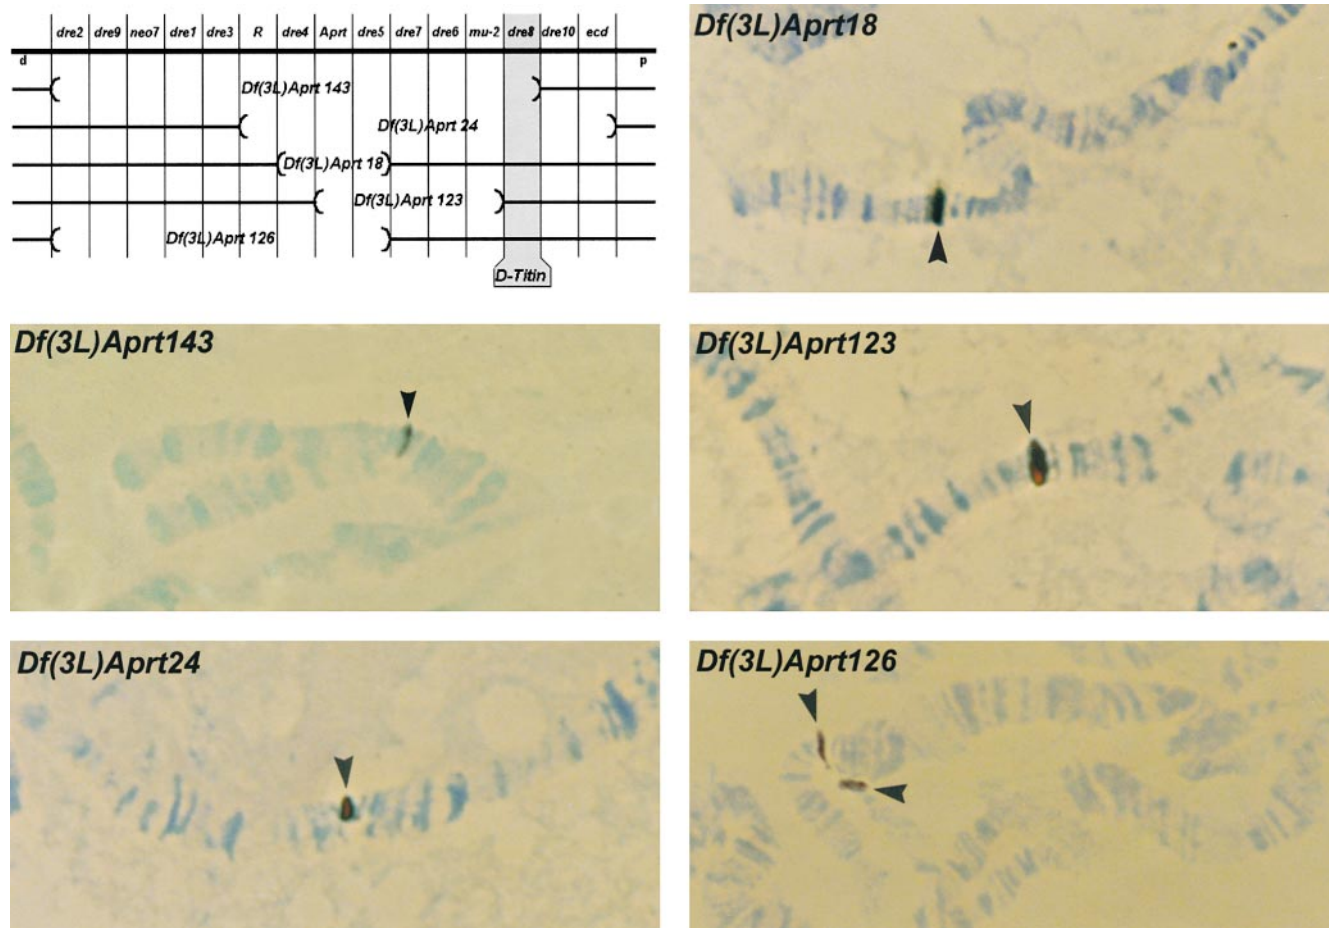 dre2 dre9 neo7 dre1 dre3 R dre4 Aprt dre5 dre7 dre6 mu-2 dre8 dre10 ecd
d p
Df(3L)Aprt 143
Df(3L)Aprt 24
Df(3L)Aprt 18
Df(3L)Aprt 123
Df(3L)Aprt 126
D-Titin
Df(3L)Aprt18
Df(3L)Aprt143
Df(3L)Aprt123
Df(3L)Aprt24
Df(3L)Aprt126